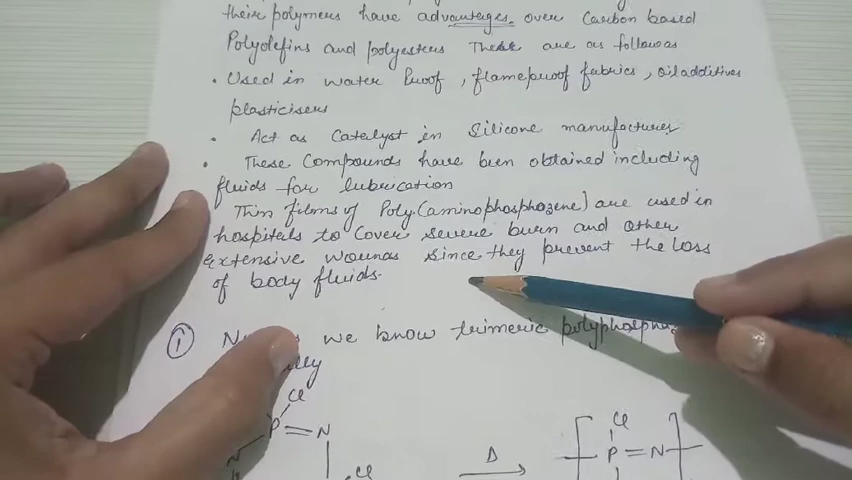 their polymers have advantages over Carbon based
Polyolefins and polyesters These are as follows
• Used in water proof, flameproof fabrics, oiladditives
plasticisers
• Act as Catalyst in Silicone manufactures
• These Compounds have been obtained including
fluids for lubrication
Thin films of Poly(aminophosphazene) are used in
hospitals to Cover severe burn and other
extensive wounds since they prevent the loss
of body fluids.
① we know trimeric
Cl
P = N
N
Cl
Δ
Cl
P = N